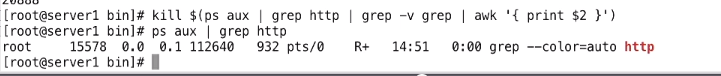 [root@server1 bin]# kill $(ps aux | grep http | grep -v grep | awk '{ print $2 }')
[root@server1 bin]# ps aux | grep http
root     15578  0.0  0.1 112640   932 pts/0    R+   14:51   0:00 grep --color=auto http
[root@server1 bin]#